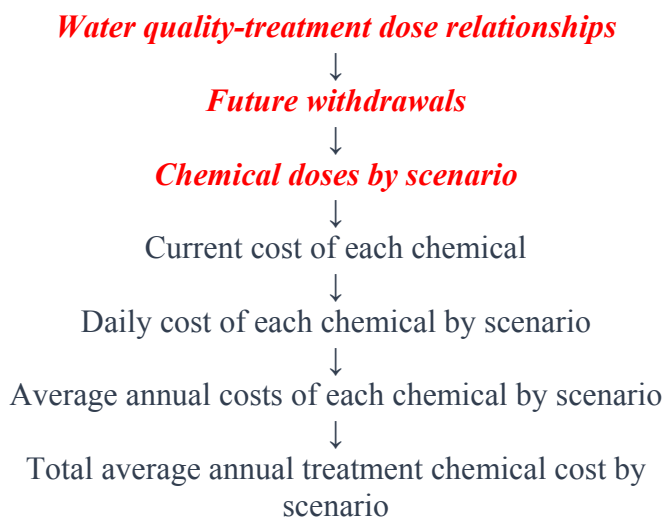 Water quality-treatment dose relationships
↓
Future withdrawals
↓
Chemical doses by scenario
↓
Current cost of each chemical
↓
Daily cost of each chemical by scenario
↓
Average annual costs of each chemical by scenario
↓
Total average annual treatment chemical cost by
scenario